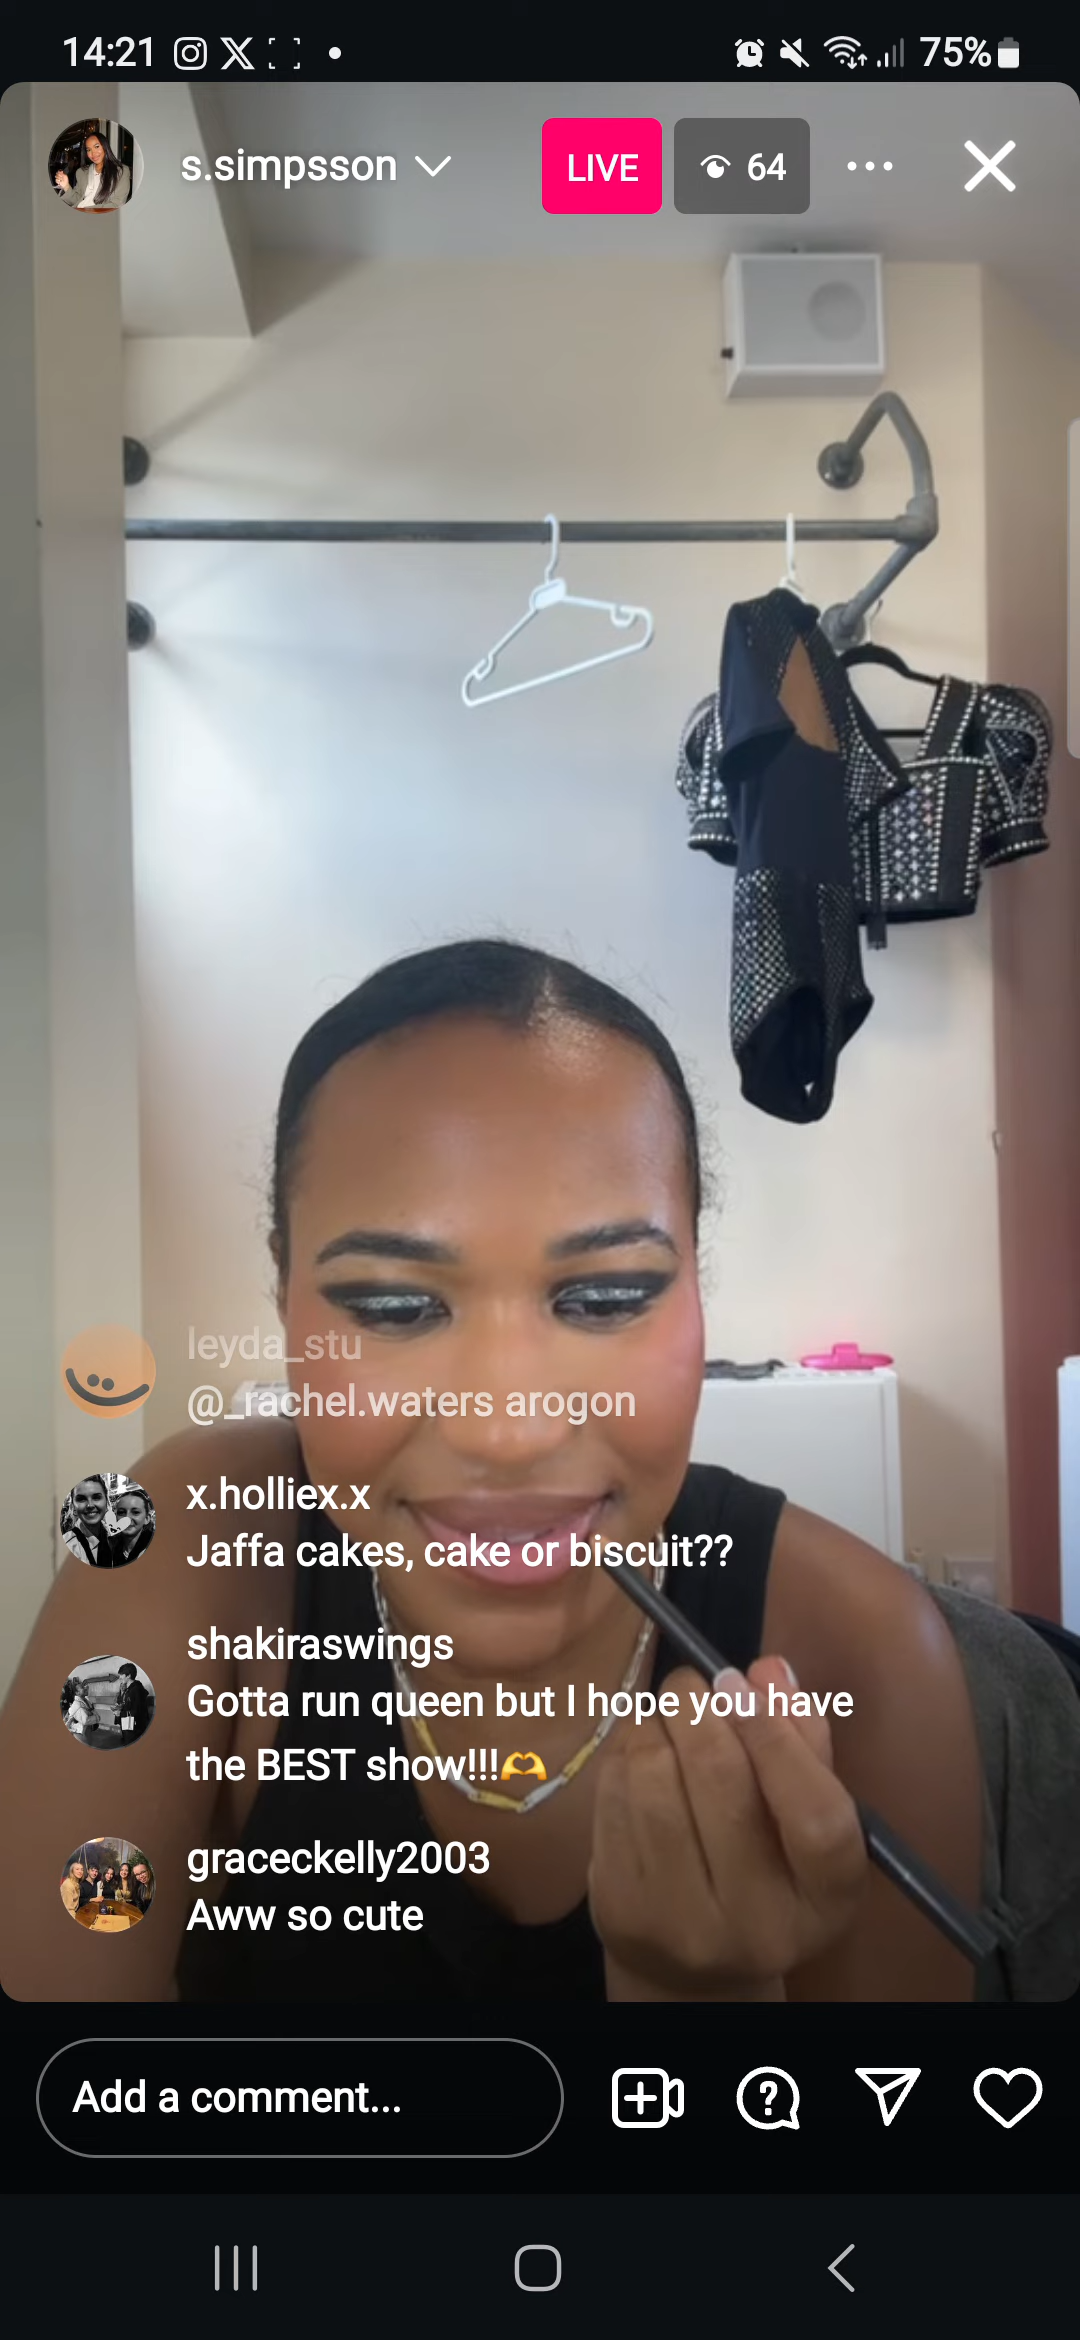 14:21
75%
s.simpsson
LIVE
64
leyda_stu
@_rachel.waters arogon
x.holliex.x
Jaffa cakes, cake or biscuit??
shakiraswings
Gotta run queen but I hope you have
the BEST show!!!🫶
graceckelly2003
Aww so cute
Add a comment...